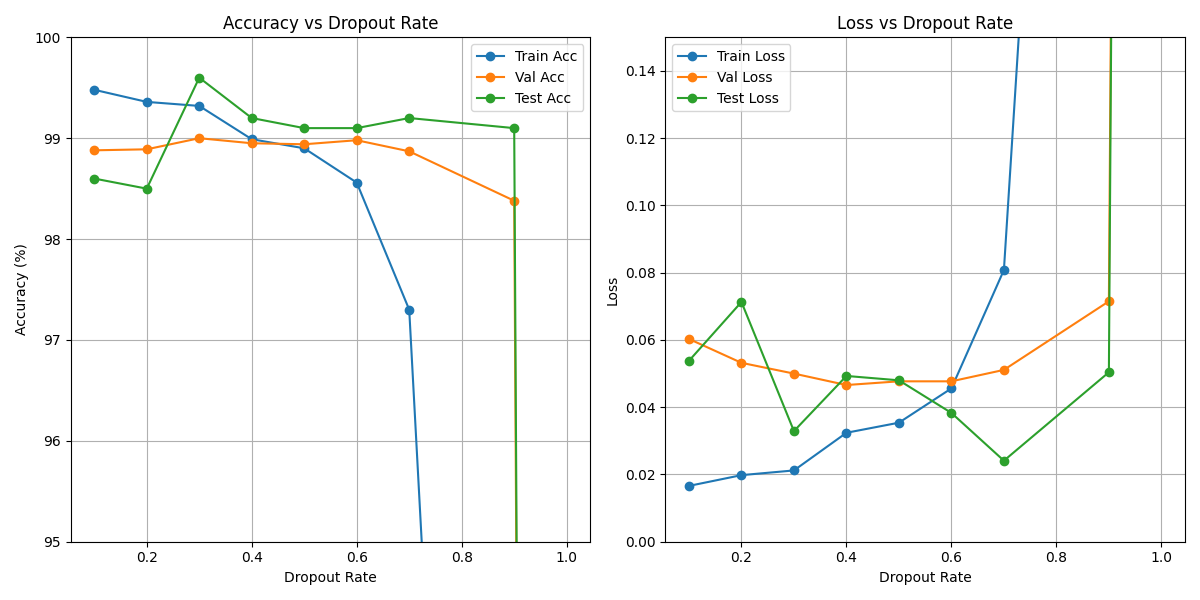 Accuracy vs Dropout Rate
100
99
98
97
96
95
Accuracy (%)
0.2 0.4 0.6 0.8 1.0
Dropout Rate
Train Acc
Val Acc
Test Acc
Loss vs Dropout Rate
0.14
0.12
0.10
0.08
0.06
0.04
0.02
0.00
Loss
0.2 0.4 0.6 0.8 1.0
Dropout Rate
Train Loss
Val Loss
Test Loss